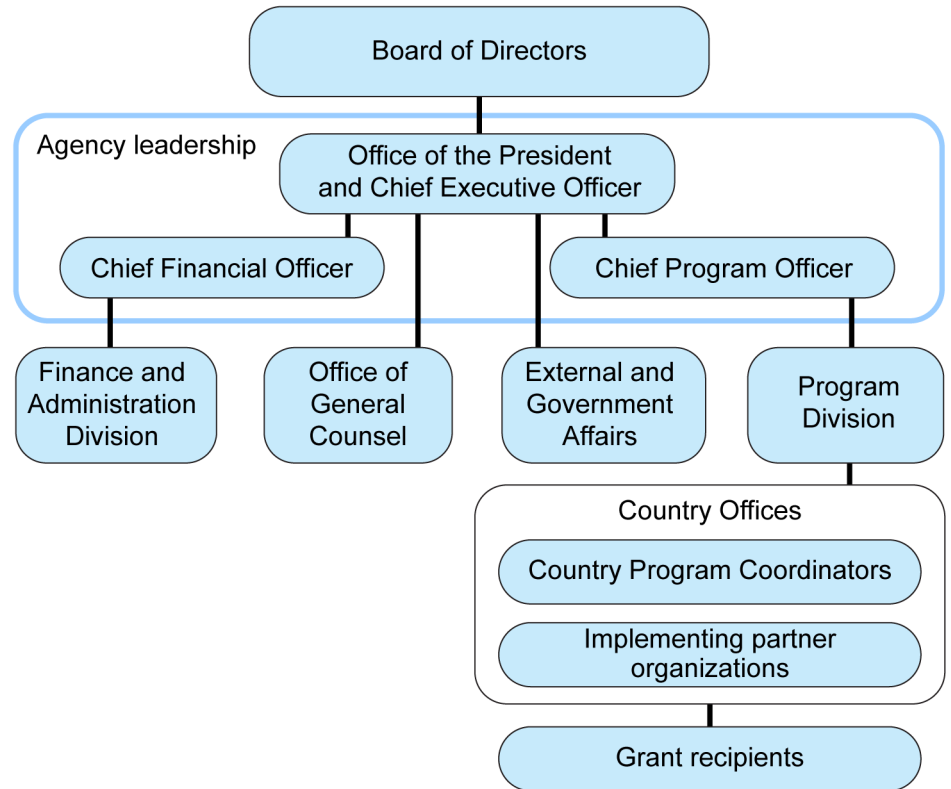 Board of Directors
Agency leadership
Office of the President
and Chief Executive Officer
Chief Financial Officer
Chief Program Officer
Finance and
Administration
Division
Office of
General
Counsel
External and
Government
Affairs
Program
Division
Country Offices
Country Program Coordinators
Implementing partner
organizations
Grant recipients